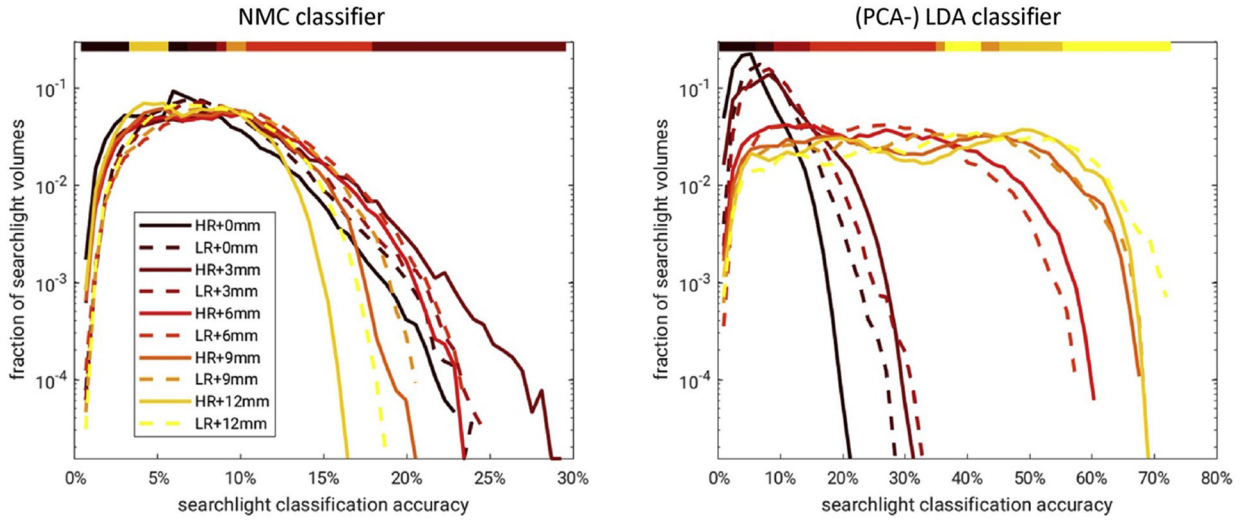 NMC classifier
(PCA-) LDA classifier
fraction of searchlight volumes
10⁻¹
10⁻²
10⁻³
10⁻⁴
HR+0mm
LR+0mm
HR+3mm
LR+3mm
HR+6mm
LR+6mm
HR+9mm
LR+9mm
HR+12mm
LR+12mm
0% 5% 10% 15% 20% 25% 30%
searchlight classification accuracy
fraction of searchlight volumes
10⁻¹
10⁻²
10⁻³
10⁻⁴
0% 10% 20% 30% 40% 50% 60% 70% 80%
searchlight classification accuracy